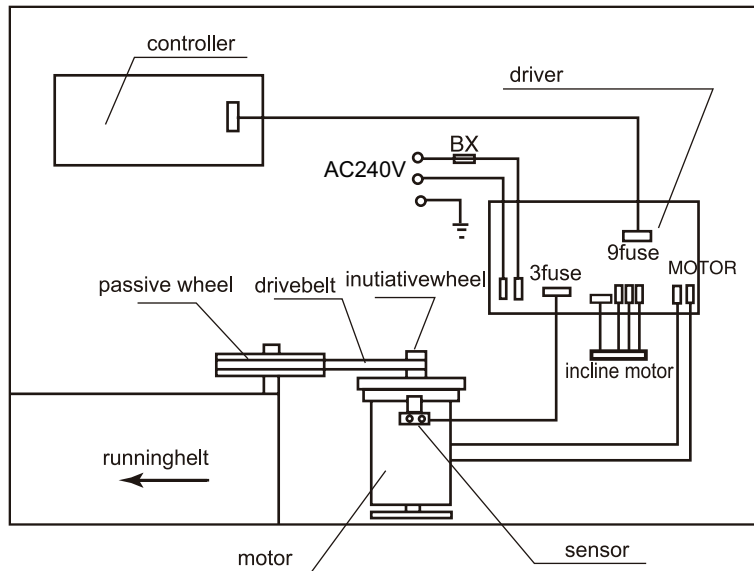 controller
driver
BX
AC240V
9fuse
3fuse
MOTOR
passive wheel
drivebelt
inutiativewheel
incline motor
runninghelt
motor
sensor